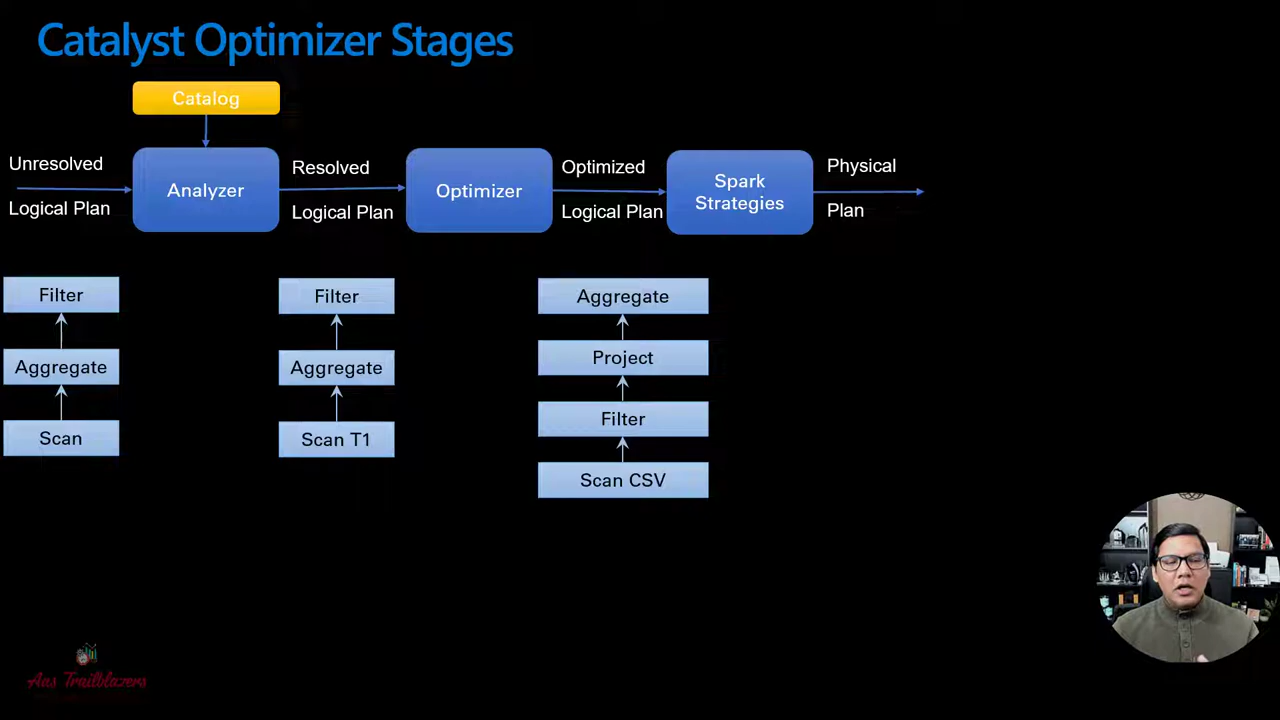 Catalyst Optimizer Stages
Catalog
Unresolved
Logical Plan
Analyzer
Resolved
Logical Plan
Optimizer
Optimized
Logical Plan
Spark
Strategies
Physical
Plan
Filter
Aggregate
Scan
Filter
Aggregate
Scan T1
Aggregate
Project
Filter
Scan CSV
Aas Trailblazers